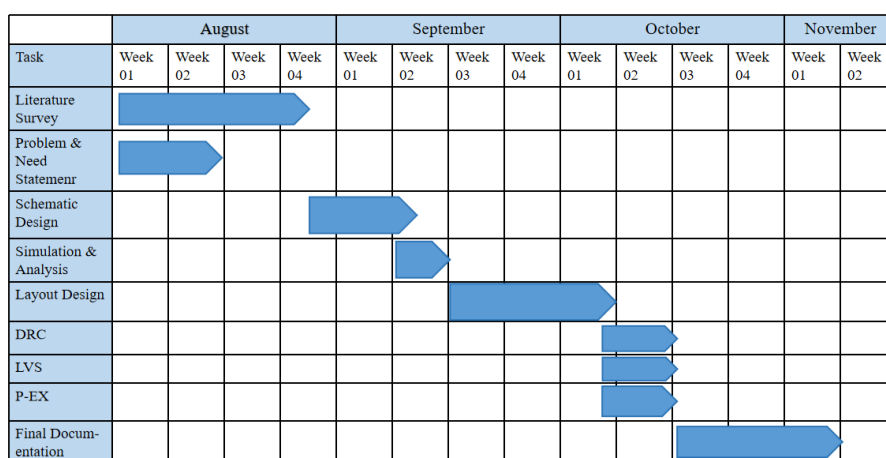 August September October November
Task Week 01 Week 02 Week 03 Week 04 Week 01 Week 02 Week 03 Week 04 Week 01 Week 02 Week 03 Week 04 Week 01 Week 02
Literature
Survey
Problem &
Need
Statemenr
Schematic
Design
Simulation &
Analysis
Layout Design
DRC
LVS
P-EX
Final Docum-
entation